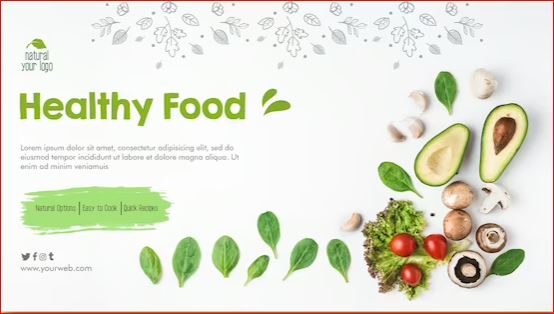 natural
your logo
Healthy Food
Lorem ipsum dolor sit amet, consectetur adipisicing elit, sed do
eiusmod tempor incididunt ut labore et dolore magna aliqua. Ut
enim ad minim veniamuis
Natural Options | Easy to Cook | Quick Recipes
www.yourweb.com